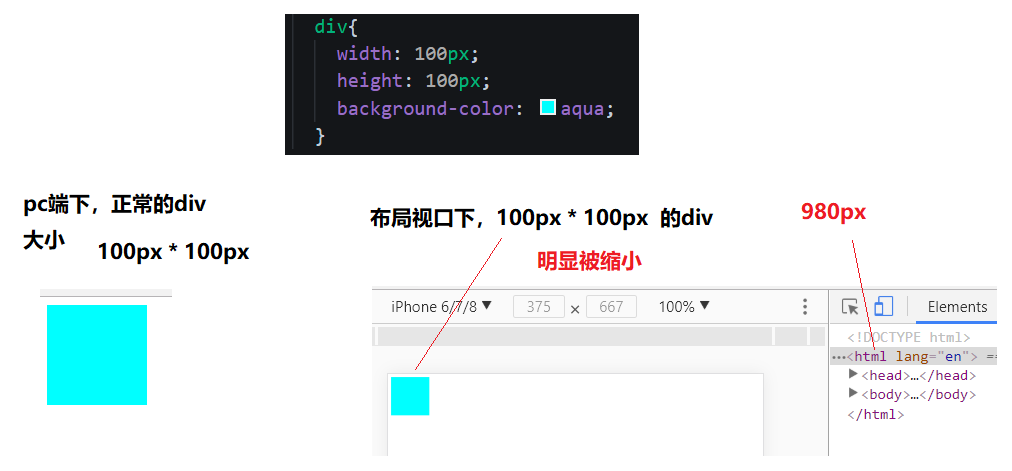 div{
width: 100px;
height: 100px;
background-color: aqua;
}
pc端下，正常的div
大小
100px * 100px
布局视口下，100px * 100px 的div
明显被缩小
980px
iPhone 6/7/8 ▼ 375 × 667 100% ▼
Elements
<!DOCTYPE html>
…<html lang="en"> ==
▶<head>…</head>
▶<body>…</body>
</html>